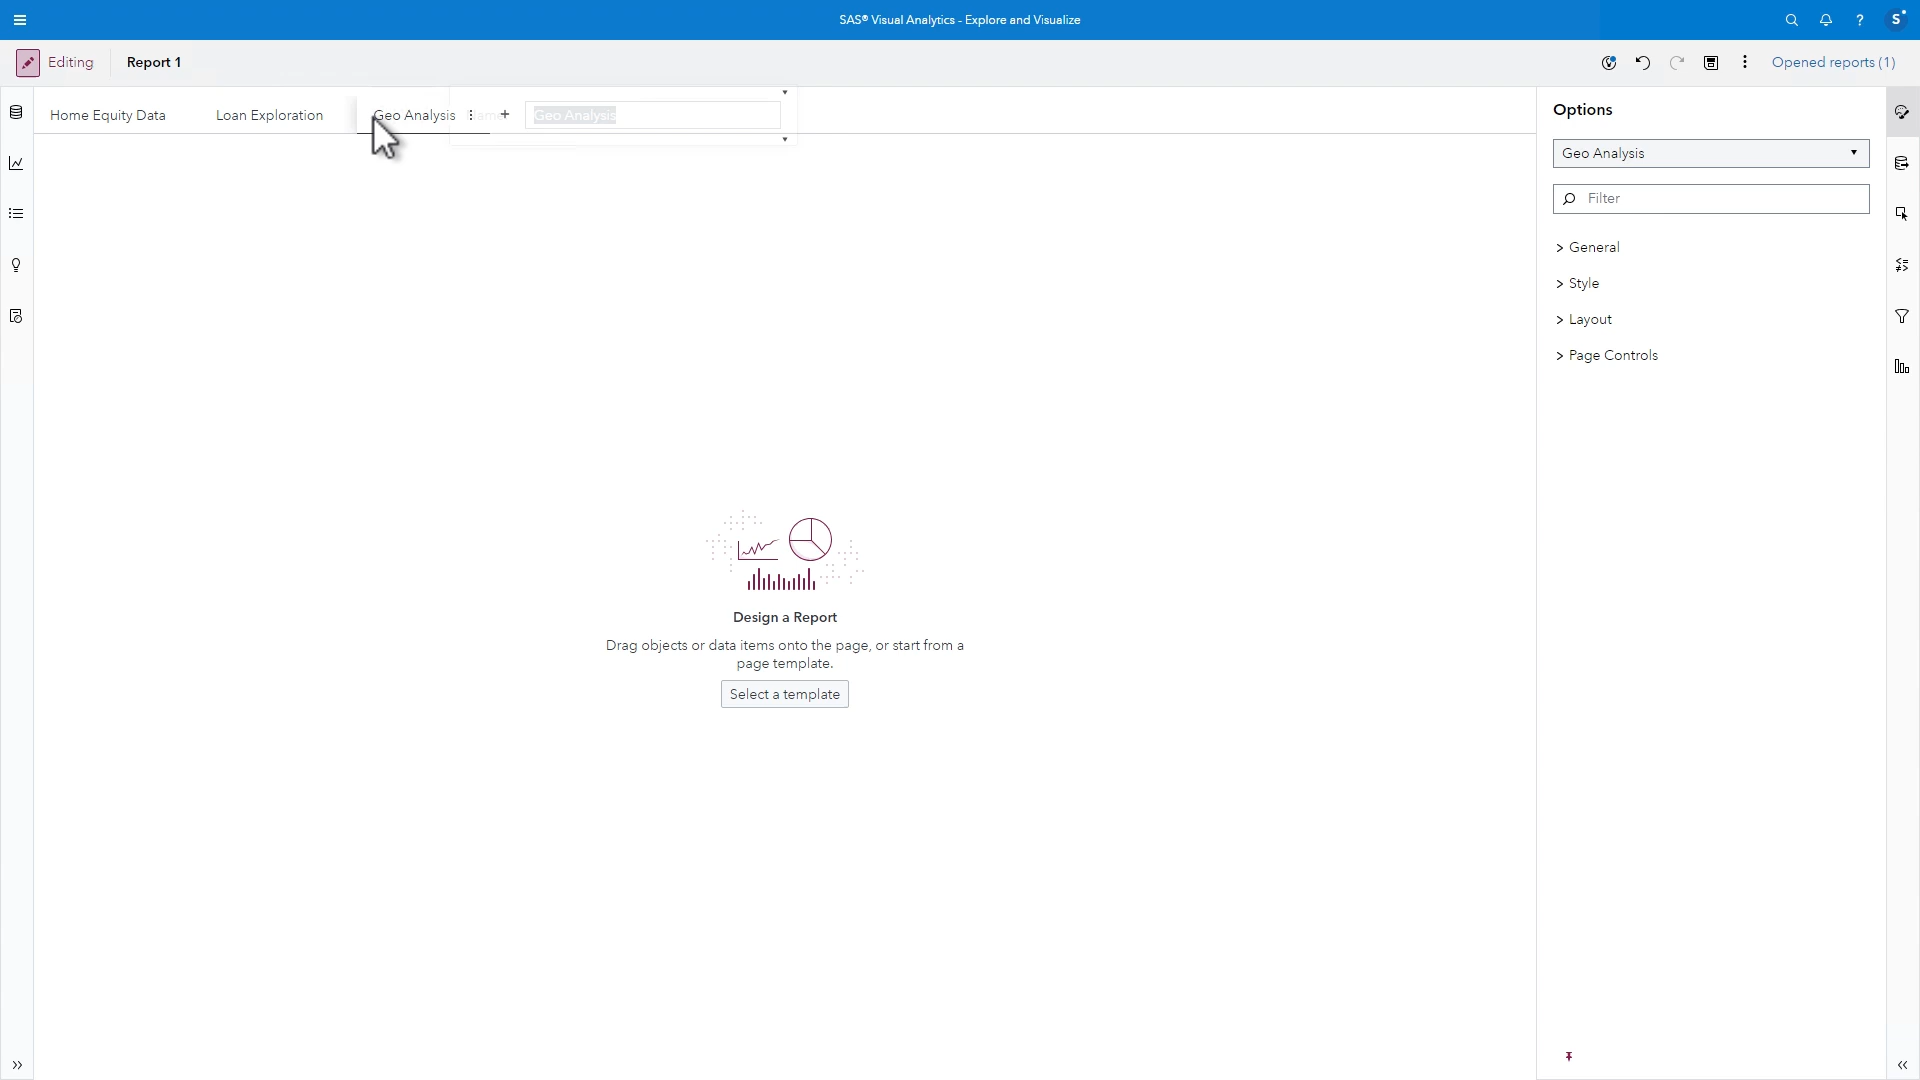 SAS® Visual Analytics - Explore and Visualize
?
S
Editing
Report 1
Opened reports (1)
Home Equity Data
Loan Exploration
Geo Analysis
+
Geo Analysis
Options
Geo Analysis
Filter
> General
> Style
> Layout
> Page Controls
Design a Report
Drag objects or data items onto the page, or start from a
page template.
Select a template